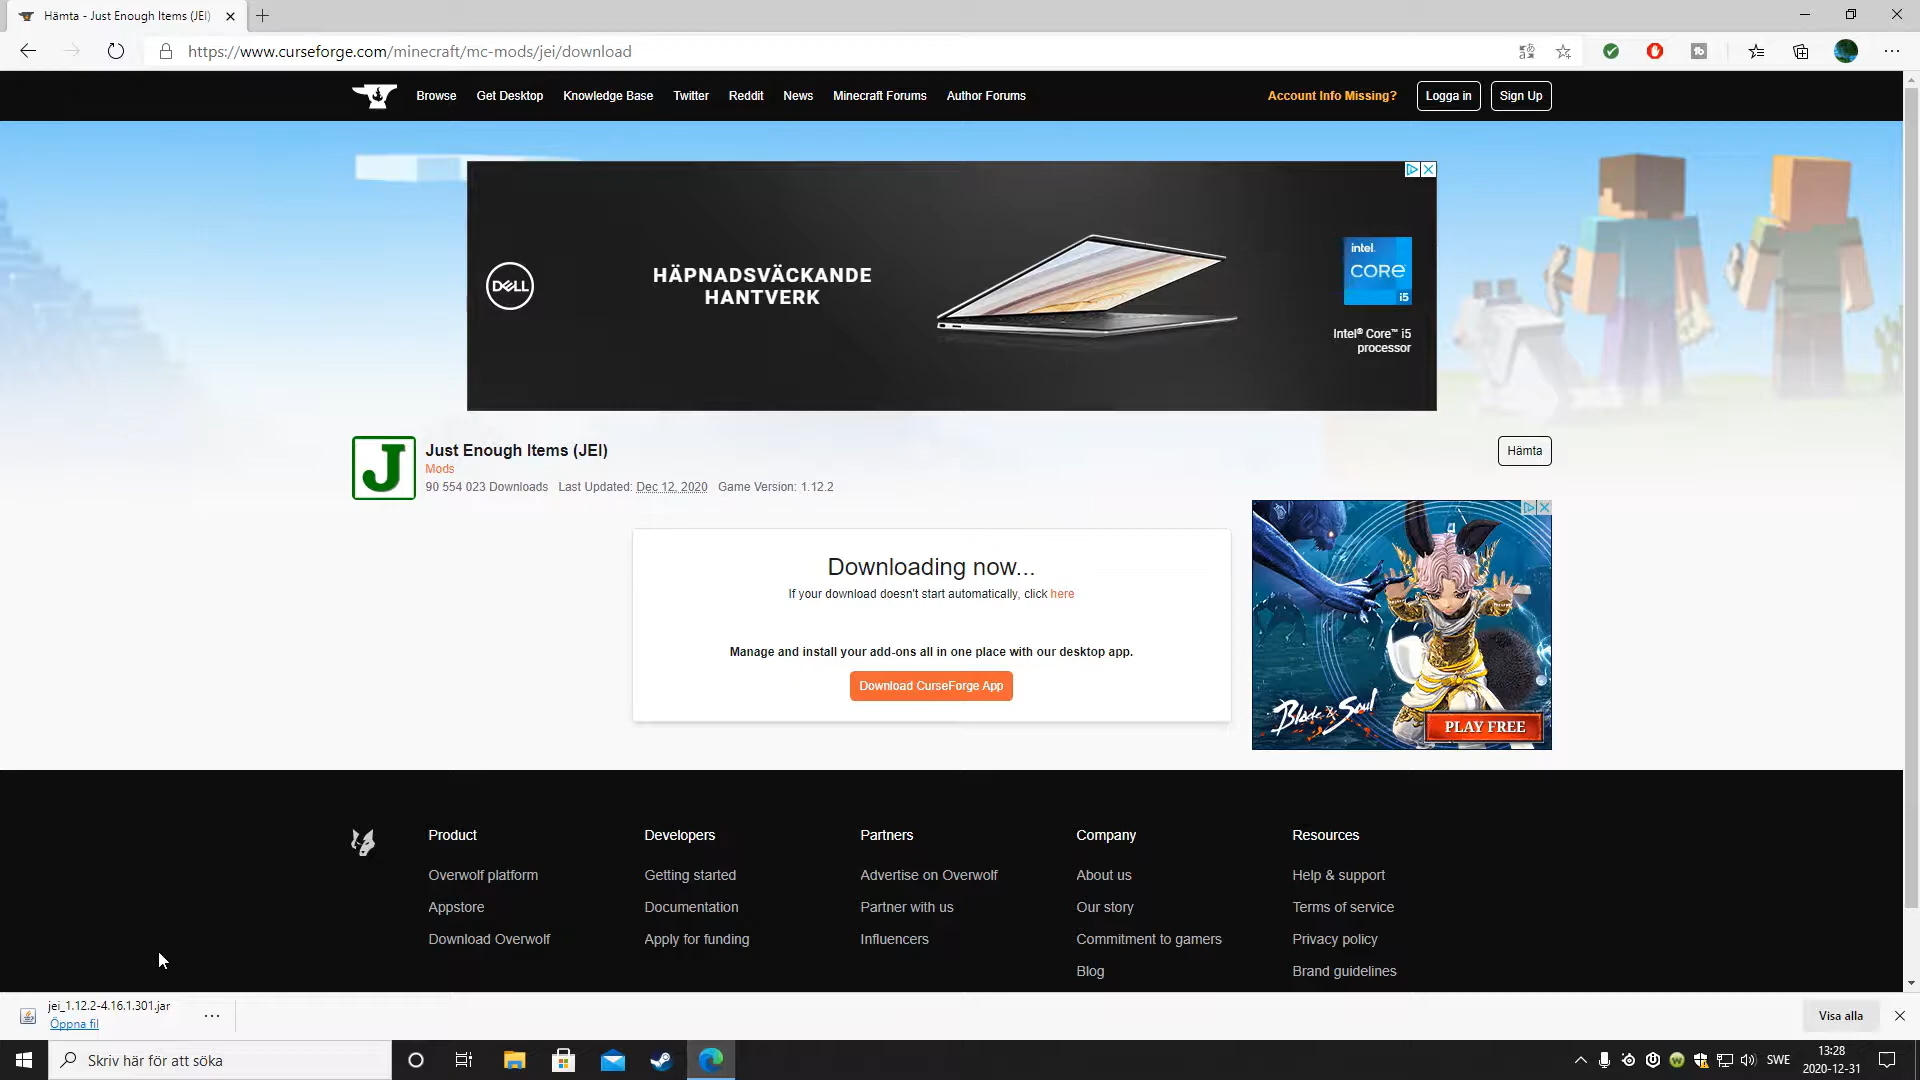 Hämta - Just Enough Items (JEI)
https://www.curseforge.com/minecraft/mc-mods/jei/download
Browse Get Desktop Knowledge Base Twitter Reddit News Minecraft Forums Author Forums Account Info Missing? Logga in Sign Up
DELL
HÄPNADSVÄCKANDE
HANTVERK
intel.
CORE™
i5
Intel® Core™ i5
processor
J
Just Enough Items (JEI)
Mods
90 554 023 Downloads Last Updated: Dec 12, 2020 Game Version: 1.12.2
Hämta
Downloading now...
If your download doesn't start automatically, click here
Manage and install your add-ons all in one place with our desktop app.
Download CurseForge App
Blade & Soul
PLAY FREE
Product
Overwolf platform
Appstore
Download Overwolf
Developers
Getting started
Documentation
Apply for funding
Partners
Advertise on Overwolf
Partner with us
Influencers
Company
About us
Our story
Commitment to gamers
Blog
Resources
Help & support
Terms of service
Privacy policy
Brand guidelines
jei_1.12.2-4.16.1.301.jar
Öppna fil
Visa alla
Skriv här för att söka
SWE
13:28
2020-12-31